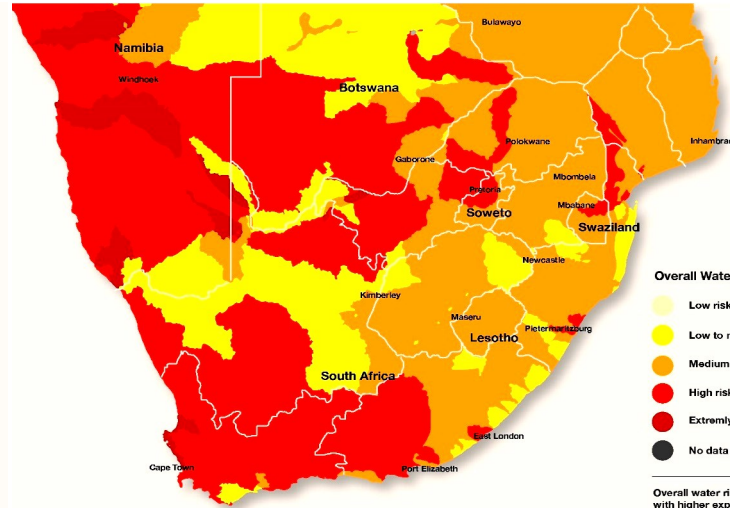 Bulawayo
Namibia
Windhoek
Botswana
Inhambra
Polokwane
Gaborone
Mbombela
Pretoria
Mbabane
Soweto
Swaziland
Newcastle
Overall Wate
Kimberley
Low risk
Maseru
Pietermaritzburg
Low to
Lesotho
Medium
South Africa
High risk
Extremly
East London
No data
Cape Town
Port Elizabeth
Overall water ri
with higher exp